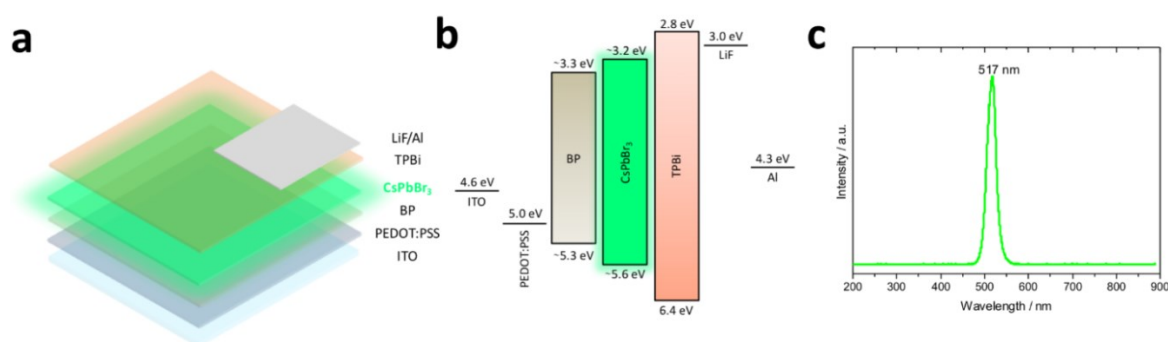 a
LiF/Al
TPBi
CsPbBr₃
BP
PEDOT:PSS
ITO
b
2.8 eV
3.0 eV
LiF
~3.2 eV
~3.3 eV
BP
CsPbBr₃
TPBi
4.3 eV
Al
4.6 eV
ITO
5.0 eV
PEDOT:PSS
~5.3 eV
~5.6 eV
6.4 eV
c
517 nm
Intensity / a.u.
200 300 400 500 600 700 800 900
Wavelength / nm